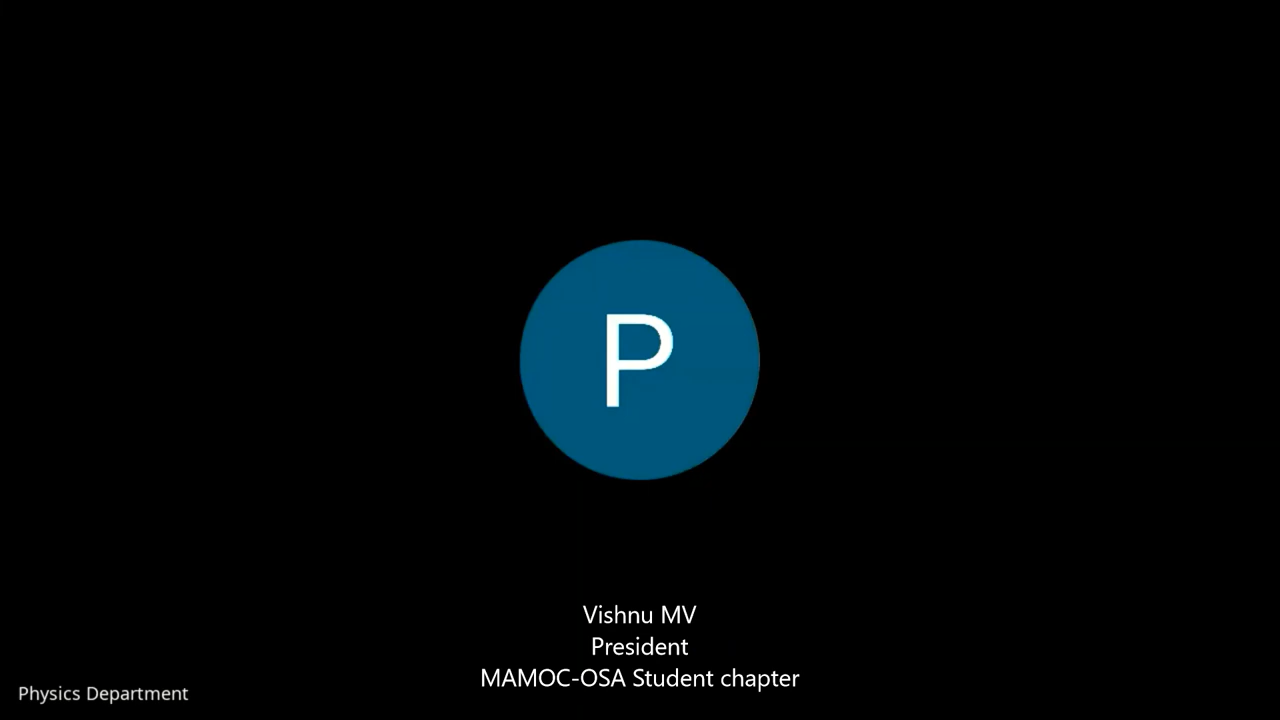 P
Vishnu MV
President
MAMOC-OSA Student chapter
Physics Department